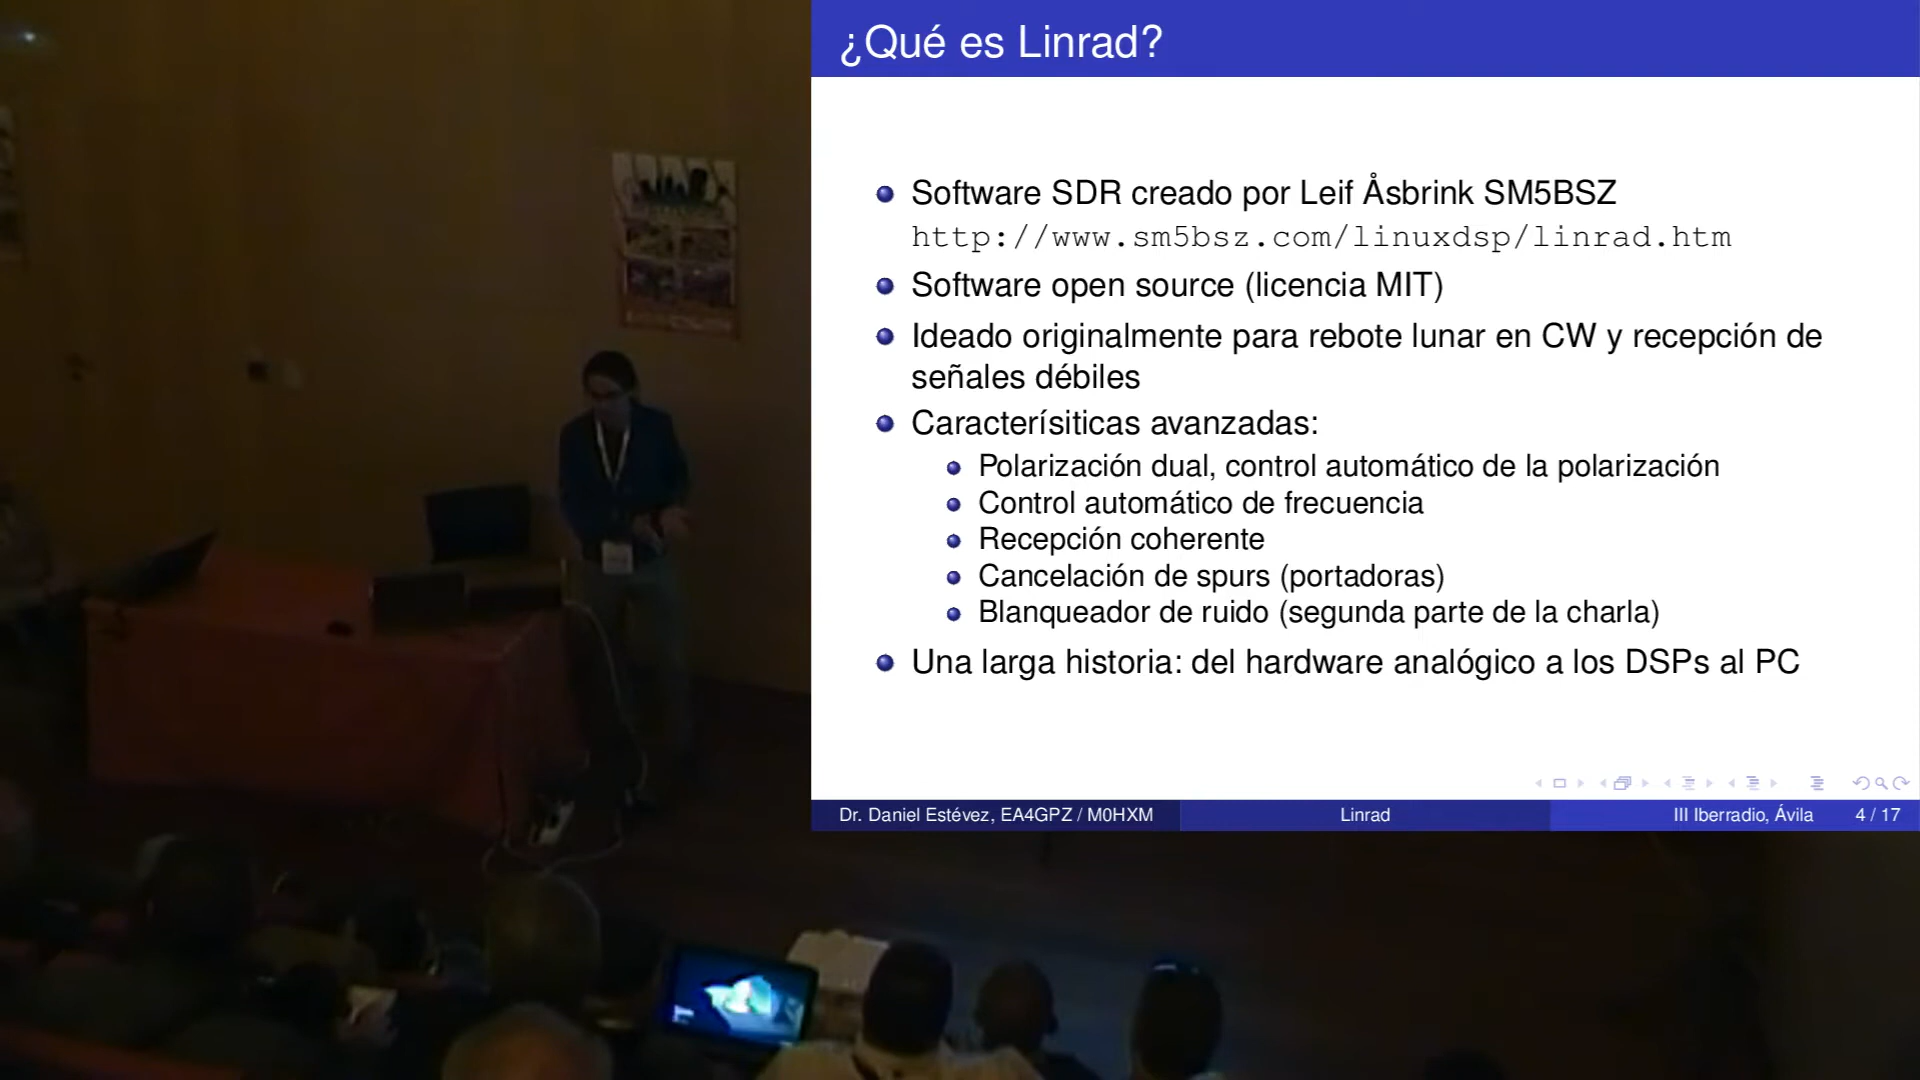 ¿Qué es Linrad?
Software SDR creado por Leif Åsbrink SM5BSZ
http://www.sm5bsz.com/linuxdsp/linrad.htm
Software open source (licencia MIT)
Ideado originalmente para rebote lunar en CW y recepción de
señales débiles
Caracterísiticas avanzadas:
Polarización dual, control automático de la polarización
Control automático de frecuencia
Recepción coherente
Cancelación de spurs (portadoras)
Blanqueador de ruido (segunda parte de la charla)
Una larga historia: del hardware analógico a los DSPs al PC
Dr. Daniel Estévez, EA4GPZ / M0HXM
Linrad
III Iberradio, Ávila
4 / 17